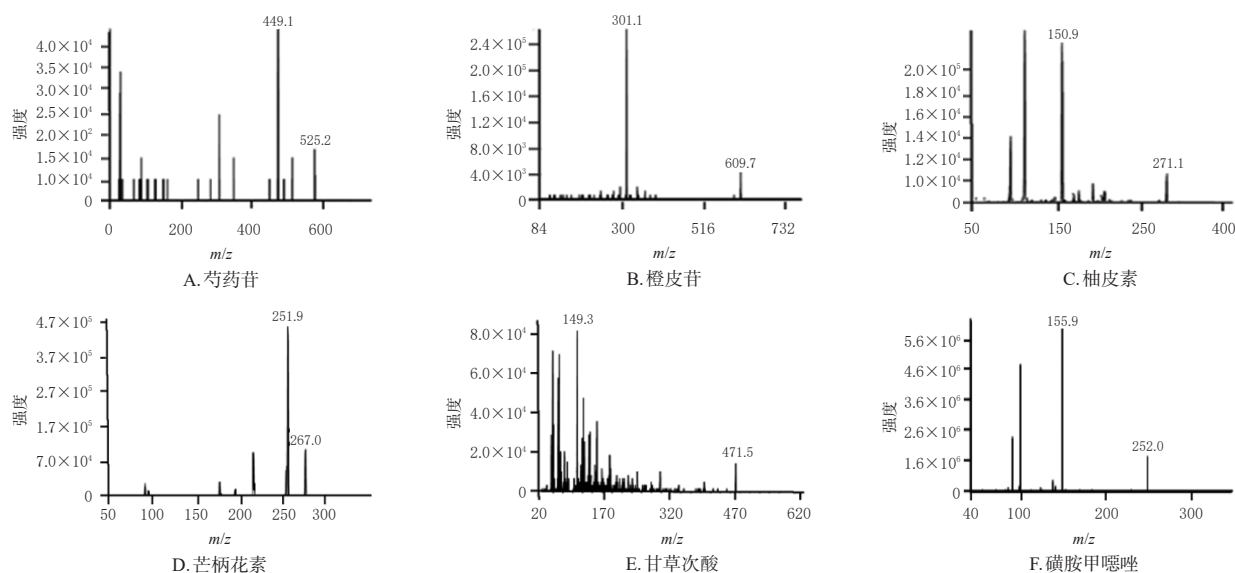 449.1
4.0×10⁴
3.5×10⁴
3.0×10⁴
2.5×10⁴
2.0×10²
1.5×10⁴
1.0×10⁴
0
强度
525.2
0 200 400 600
m/z
A.芍药苷
301.1
2.4×10⁵
2.0×10⁵
1.6×10⁴
1.2×10⁴
8.0×10³
4.0×10³
0
强度
609.7
84 300 516 732
m/z
B.橙皮苷
150.9
2.0×10⁵
1.8×10⁴
1.4×10⁴
1.2×10⁴
1.0×10⁴
0
强度
271.1
50 150 250 400
m/z
C.柚皮素
251.9
4.7×10⁵
3.7×10⁵
2.7×10⁵
1.7×10⁵
7.0×10⁴
0
强度
267.0
50 100 150 200 250 300
m/z
D.芒柄花素
149.3
8.0×10⁴
6.0×10⁴
4.0×10⁴
2.0×10⁴
0
强度
471.5
20 170 320 470 620
m/z
E.甘草次酸
155.9
5.6×10⁶
4.6×10⁶
3.6×10⁶
2.6×10⁶
1.6×10⁶
0
强度
252.0
40 100 200 300
m/z
F.磺胺甲噁唑